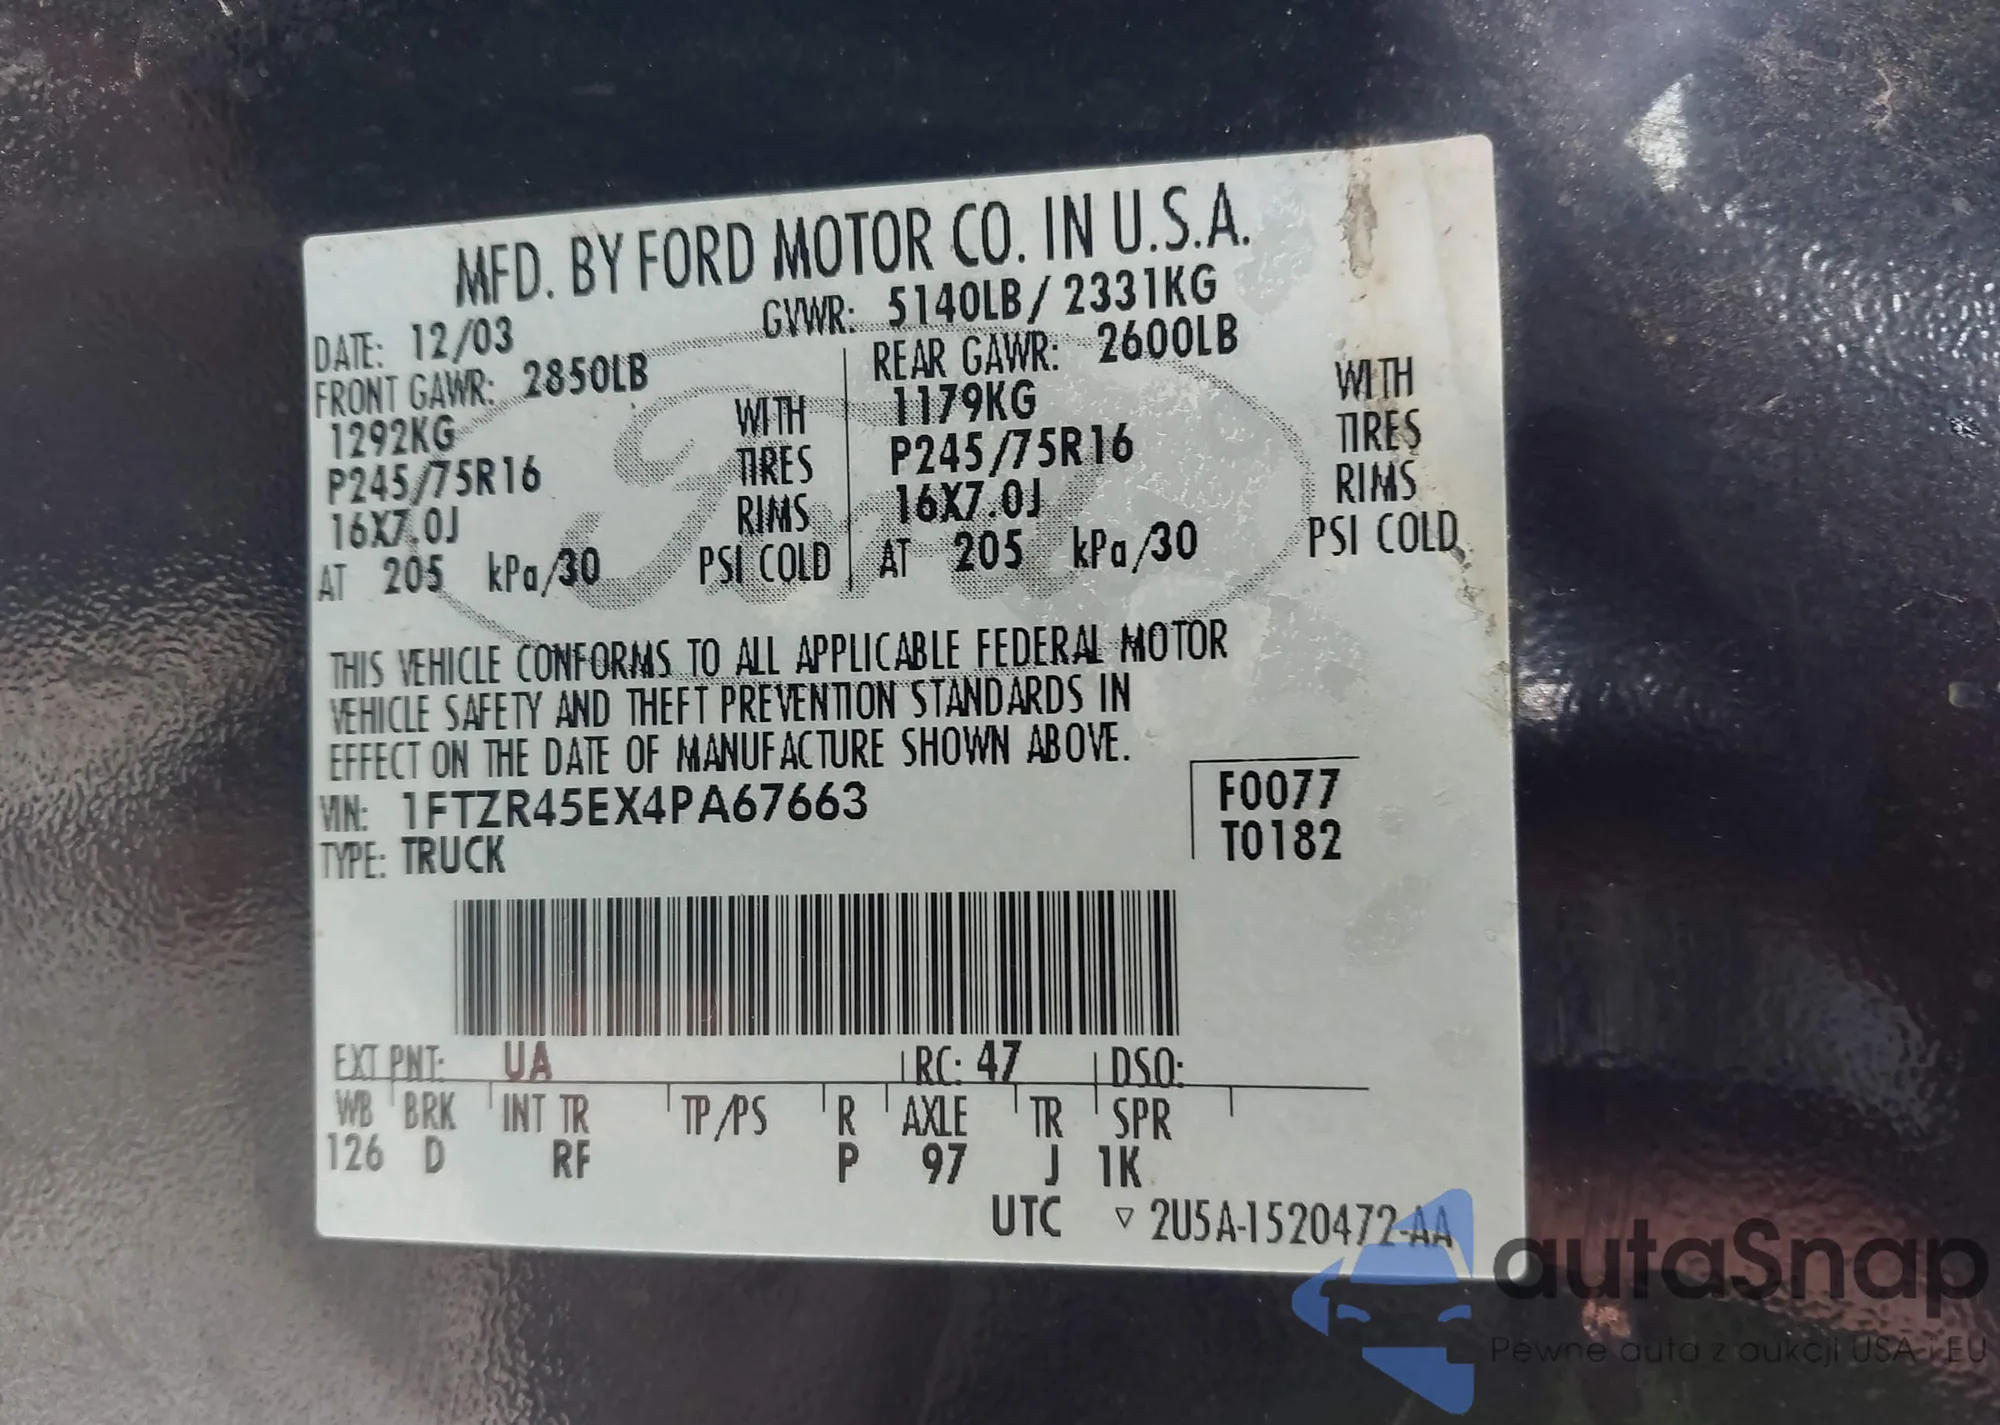 MFD. BY FORD MOTOR CO. IN U.S.A.
DATE: 12/03 GVWR: 5140LB/2331KG
FRONT GAWR: 2850LB REAR GAWR: 2600LB
1292KG WITH 1179KG WITH
P245/75R16 TIRES P245/75R16 TIRES
16X7.0J RIMS 16X7.0J RIMS
AT 205 kPa/30 PSI COLD AT 205 kPa/30 PSI COLD
Ford
THIS VEHICLE CONFORMS TO ALL APPLICABLE FEDERAL MOTOR
VEHICLE SAFETY AND THEFT PREVENTION STANDARDS IN
EFFECT ON THE DATE OF MANUFACTURE SHOWN ABOVE.
VIN: 1FTZR45EX4PA67663 F0077
TYPE: TRUCK T0182
EXT PNT: UA RC: 47 DSO:
WB BRK INT TR TP/PS R AXLE TR SPR
126 D RF P 97 J 1K
UTC ▽ 2U5A-1520472-AA
autaSnap
Pewne auta z aukcji USA i EU